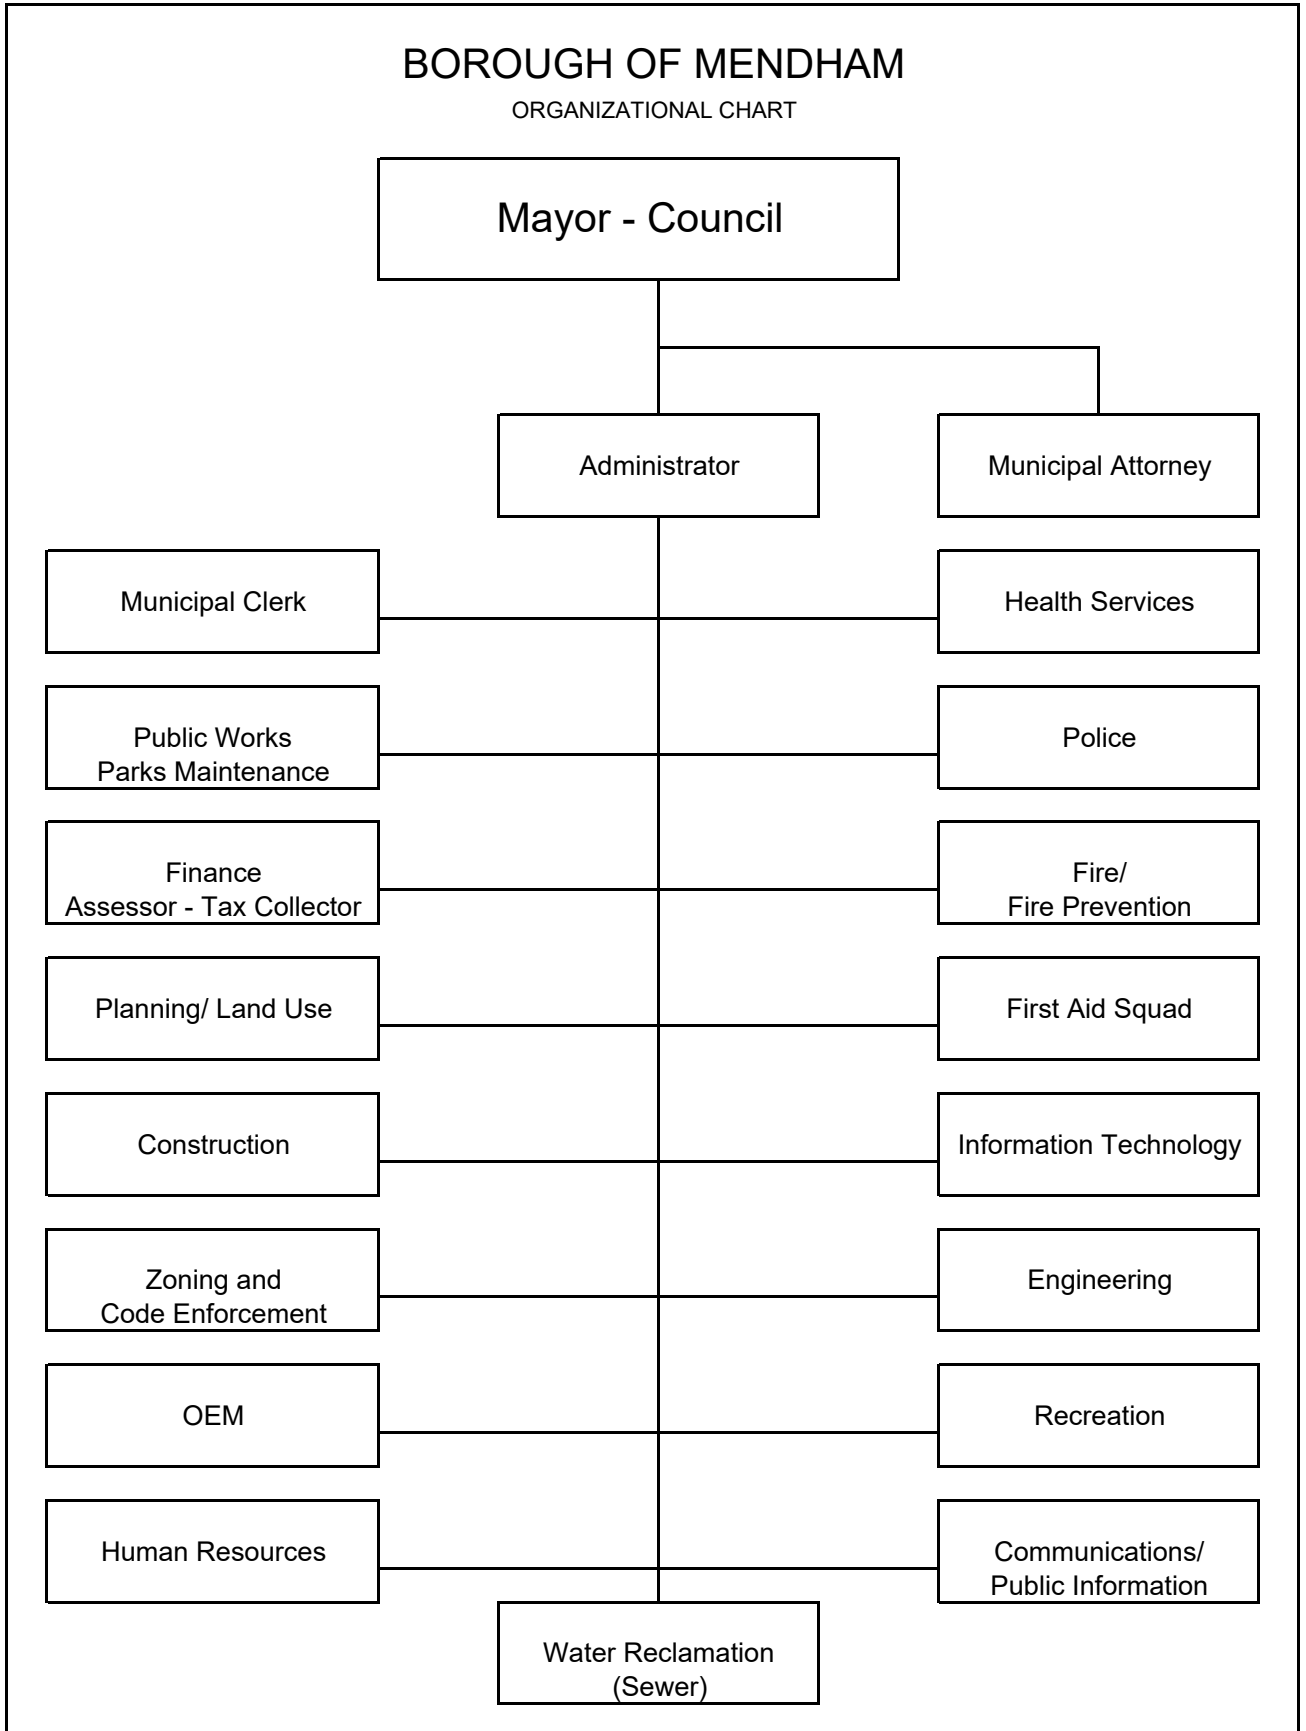 BOROUGH OF MENDHAM
ORGANIZATIONAL CHART
Mayor - Council
Administrator
Municipal Attorney
Municipal Clerk
Health Services
Public Works
Parks Maintenance
Police
Finance
Assessor - Tax Collector
Fire/
Fire Prevention
Planning/ Land Use
First Aid Squad
Construction
Information Technology
Zoning and
Code Enforcement
Engineering
OEM
Recreation
Human Resources
Communications/
Public Information
Water Reclamation
(Sewer)